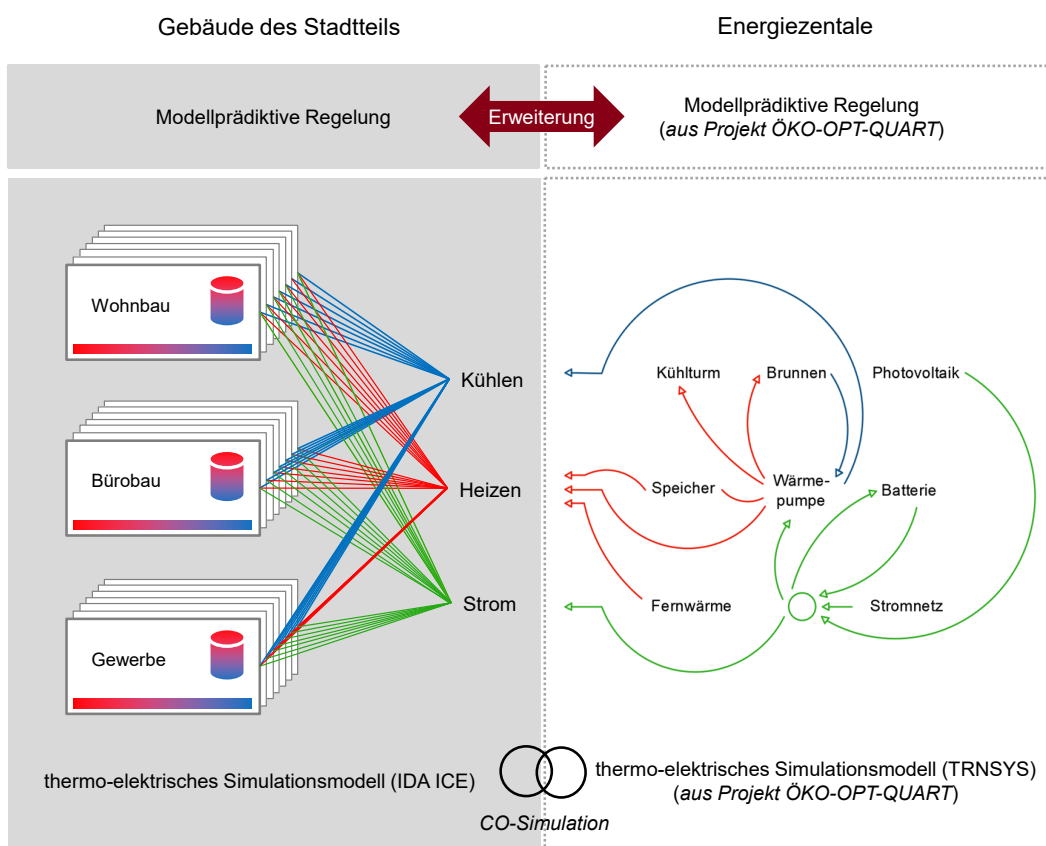 Gebäude des Stadtteils
Energiezentale
Modellprädiktive Regelung
Erweiterung
Modellprädiktive Regelung
(aus Projekt ÖKO-OPT-QUART)
Wohnbau
Bürobau
Gewerbe
Kühlen
Heizen
Strom
Kühlturm
Brunnen
Photovoltaik
Speicher
Wärme-
pumpe
Batterie
Fernwärme
Stromnetz
thermo-elektrisches Simulationsmodell (IDA ICE)
thermo-elektrisches Simulationsmodell (TRNSYS)
(aus Projekt ÖKO-OPT-QUART)
CO-Simulation